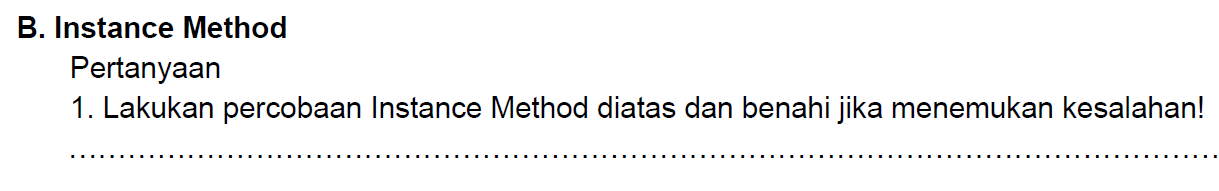 B. Instance Method
Pertanyaan
1. Lakukan percobaan Instance Method diatas dan benahi jika menemukan kesalahan!
........................................................................................................................